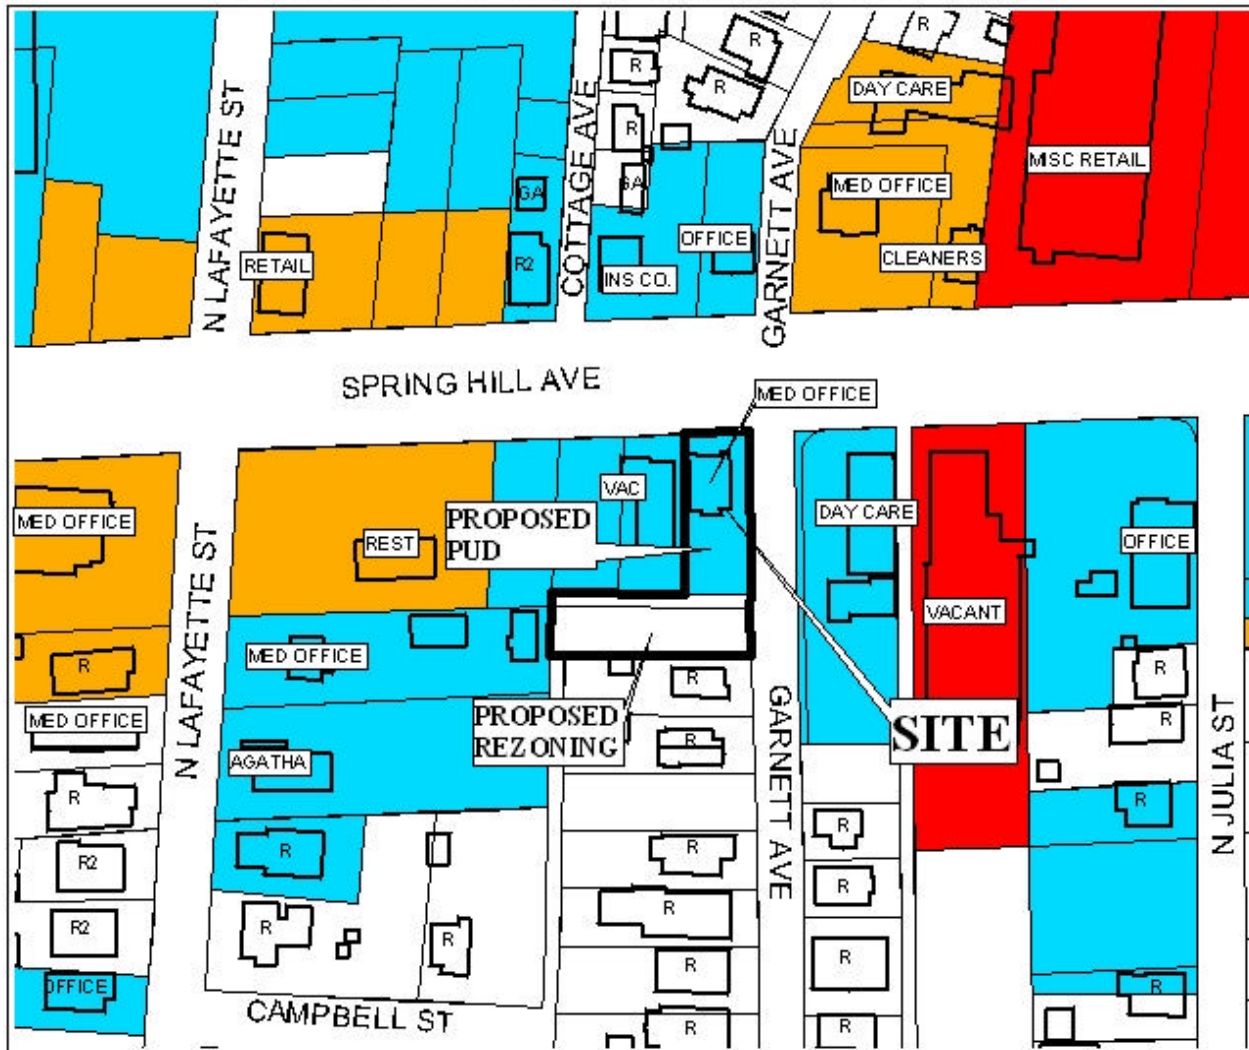 R
R
R
R
DAY CARE
N LAFAYETTE ST
COTTAGE AVE
GARNETT AVE
R
MISC RETAIL
GA
GA
MED OFFICE
RETAIL
R2
INS CO.
OFFICE
CLEANERS
SPRING HILL AVE
MED OFFICE
VAC
MED OFFICE
PROPOSED
PUD
REST
DAY CARE
OFFICE
N LAFAYETTE ST
VACANT
R
MED OFFICE
R
R
MED OFFICE
PROPOSED
REZONING
GARNETT AVE
SITE
R
R
AGATHA
N JULIA ST
R
R
R
R
R
R2
R
R
R2
R
R
R
R
R
OFFICE
R
CAMPBELL ST
R
R